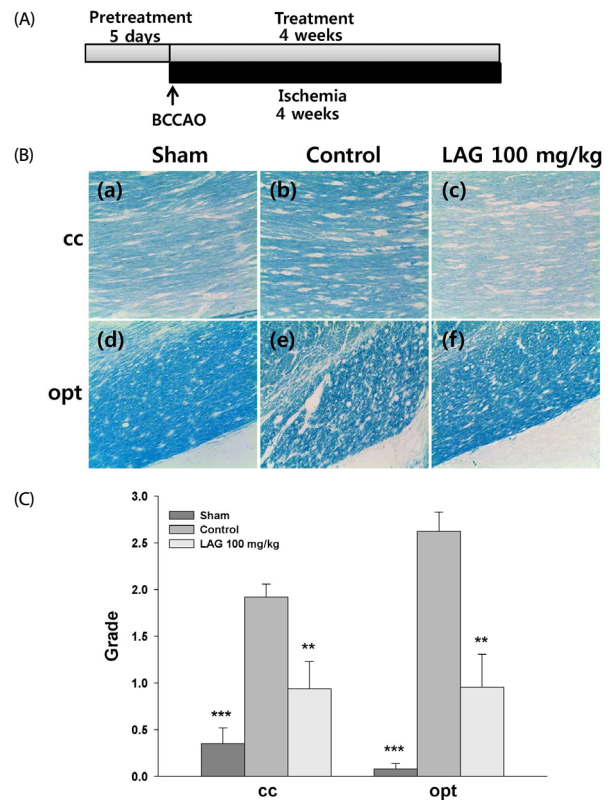 (A)
Pretreatment
5 days
Treatment
4 weeks
BCCAO
Ischemia
4 weeks
(B)
Sham
Control
LAG 100 mg/kg
cc
(a)
(b)
(c)
opt
(d)
(e)
(f)
(C)
3.0
2.5
2.0
1.5
1.0
0.5
0.0
Grade
Sham
Control
LAG 100 mg/kg
***
**
***
**
cc
opt